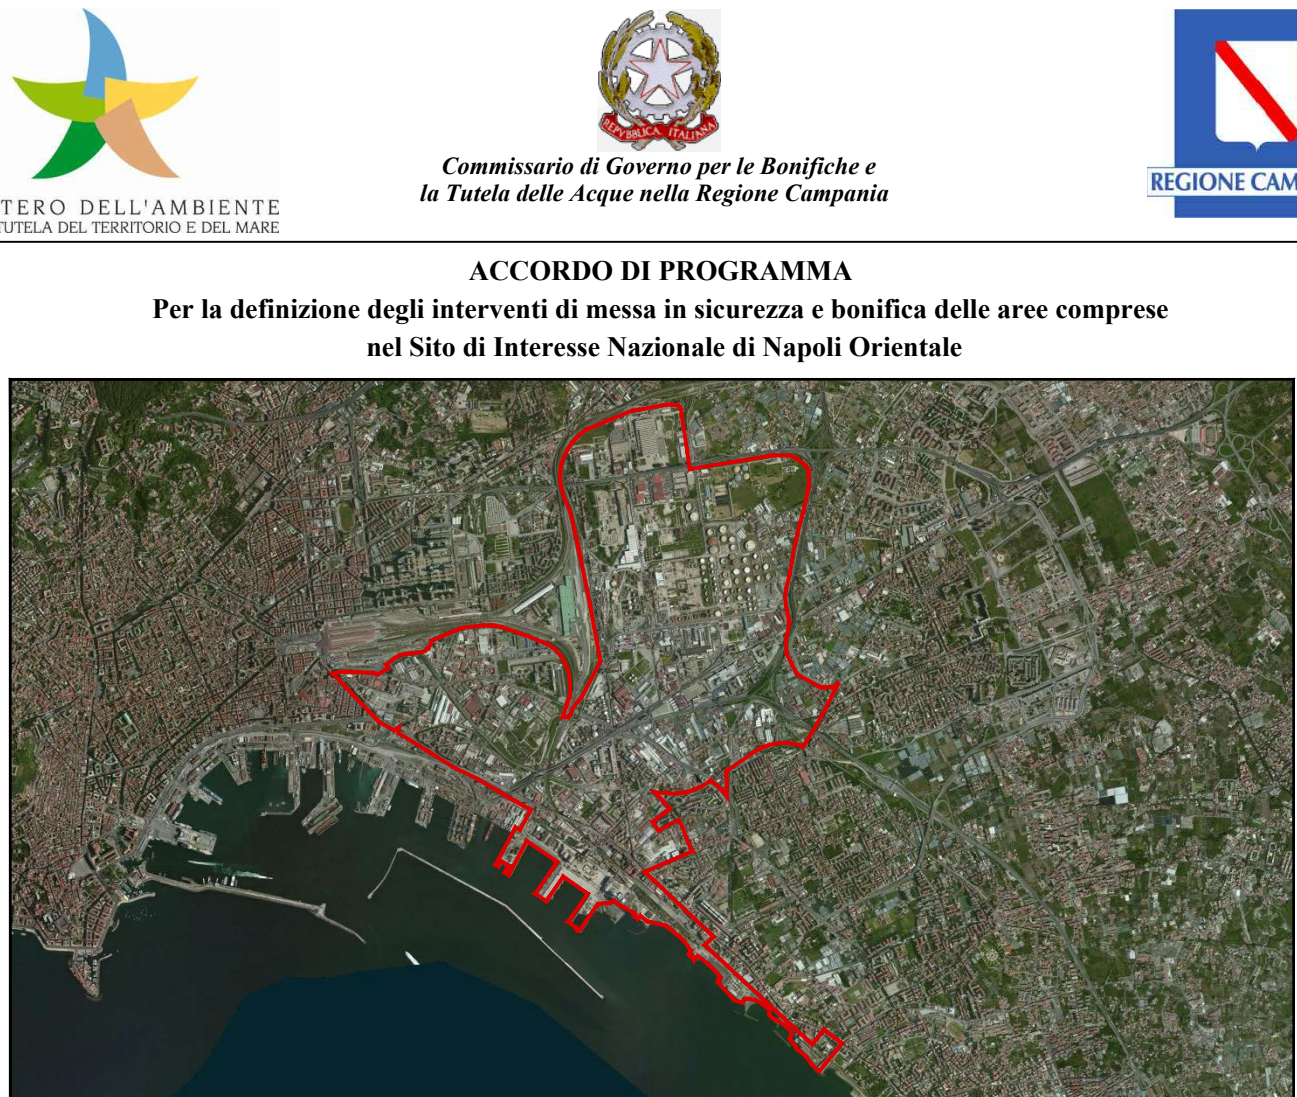 REPVBBLICA ITALIANA
Commissario di Governo per le Bonifiche e
la Tutela delle Acque nella Regione Campania
TERO DELL'AMBIENTE
TUTELA DEL TERRITORIO E DEL MARE
REGIONE CAM
ACCORDO DI PROGRAMMA
Per la definizione degli interventi di messa in sicurezza e bonifica delle aree comprese
nel Sito di Interesse Nazionale di Napoli Orientale